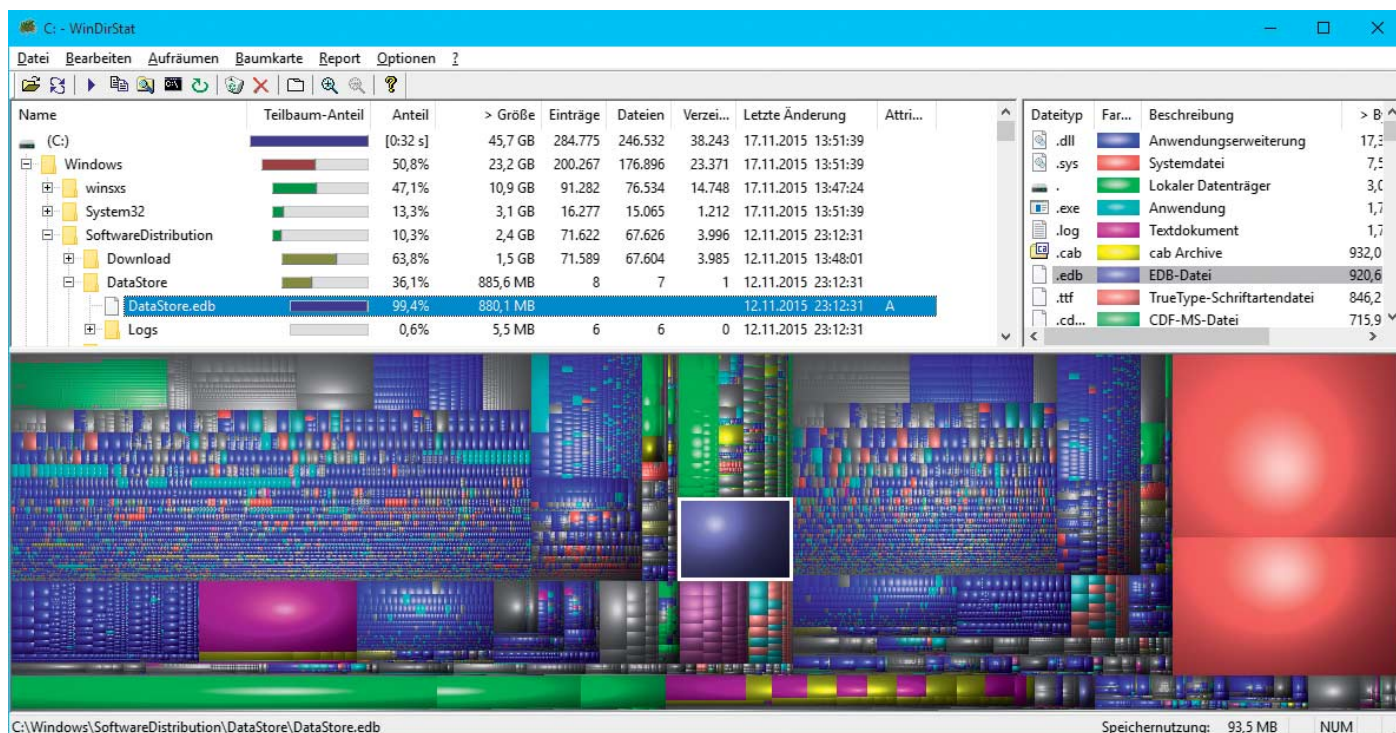 C: - WinDirStat
Datei Bearbeiten Aufräumen Baumkarte Report Optionen ?
Name Teilbaum-Anteil Anteil > Größe Einträge Dateien Verzei... Letzte Änderung Attri...
(C:) [0:32 s] 45,7 GB 284.775 246.532 38.243 17.11.2015 13:51:39
Windows 50,8% 23,2 GB 200.267 176.896 23.371 17.11.2015 13:51:39
winsxs 47,1% 10,9 GB 91.282 76.534 14.748 17.11.2015 13:47:24
System32 13,3% 3,1 GB 16.277 15.065 1.212 17.11.2015 13:51:39
SoftwareDistribution 10,3% 2,4 GB 71.622 67.626 3.996 12.11.2015 23:12:31
Download 63,8% 1,5 GB 71.589 67.604 3.985 12.11.2015 13:48:01
DataStore 36,1% 885,6 MB 8 7 1 12.11.2015 23:12:31
DataStore.edb 99,4% 880,1 MB 12.11.2015 23:12:31 A
Logs 0,6% 5,5 MB 6 6 0 12.11.2015 23:12:31
Dateityp Far... Beschreibung > B
.dll Anwendungserweiterung 17,3
.sys Systemdatei 7,5
. Lokaler Datenträger 3,0
.exe Anwendung 1,7
.log Textdokument 1,7
.cab cab Archive 932,0
.edb EDB-Datei 920,6
.ttf TrueType-Schriftartendatei 846,2
.cd... CDF-MS-Datei 715,9
C:\Windows\SoftwareDistribution\DataStore\DataStore.edb Speichernutzung: 93,5 MB NUM